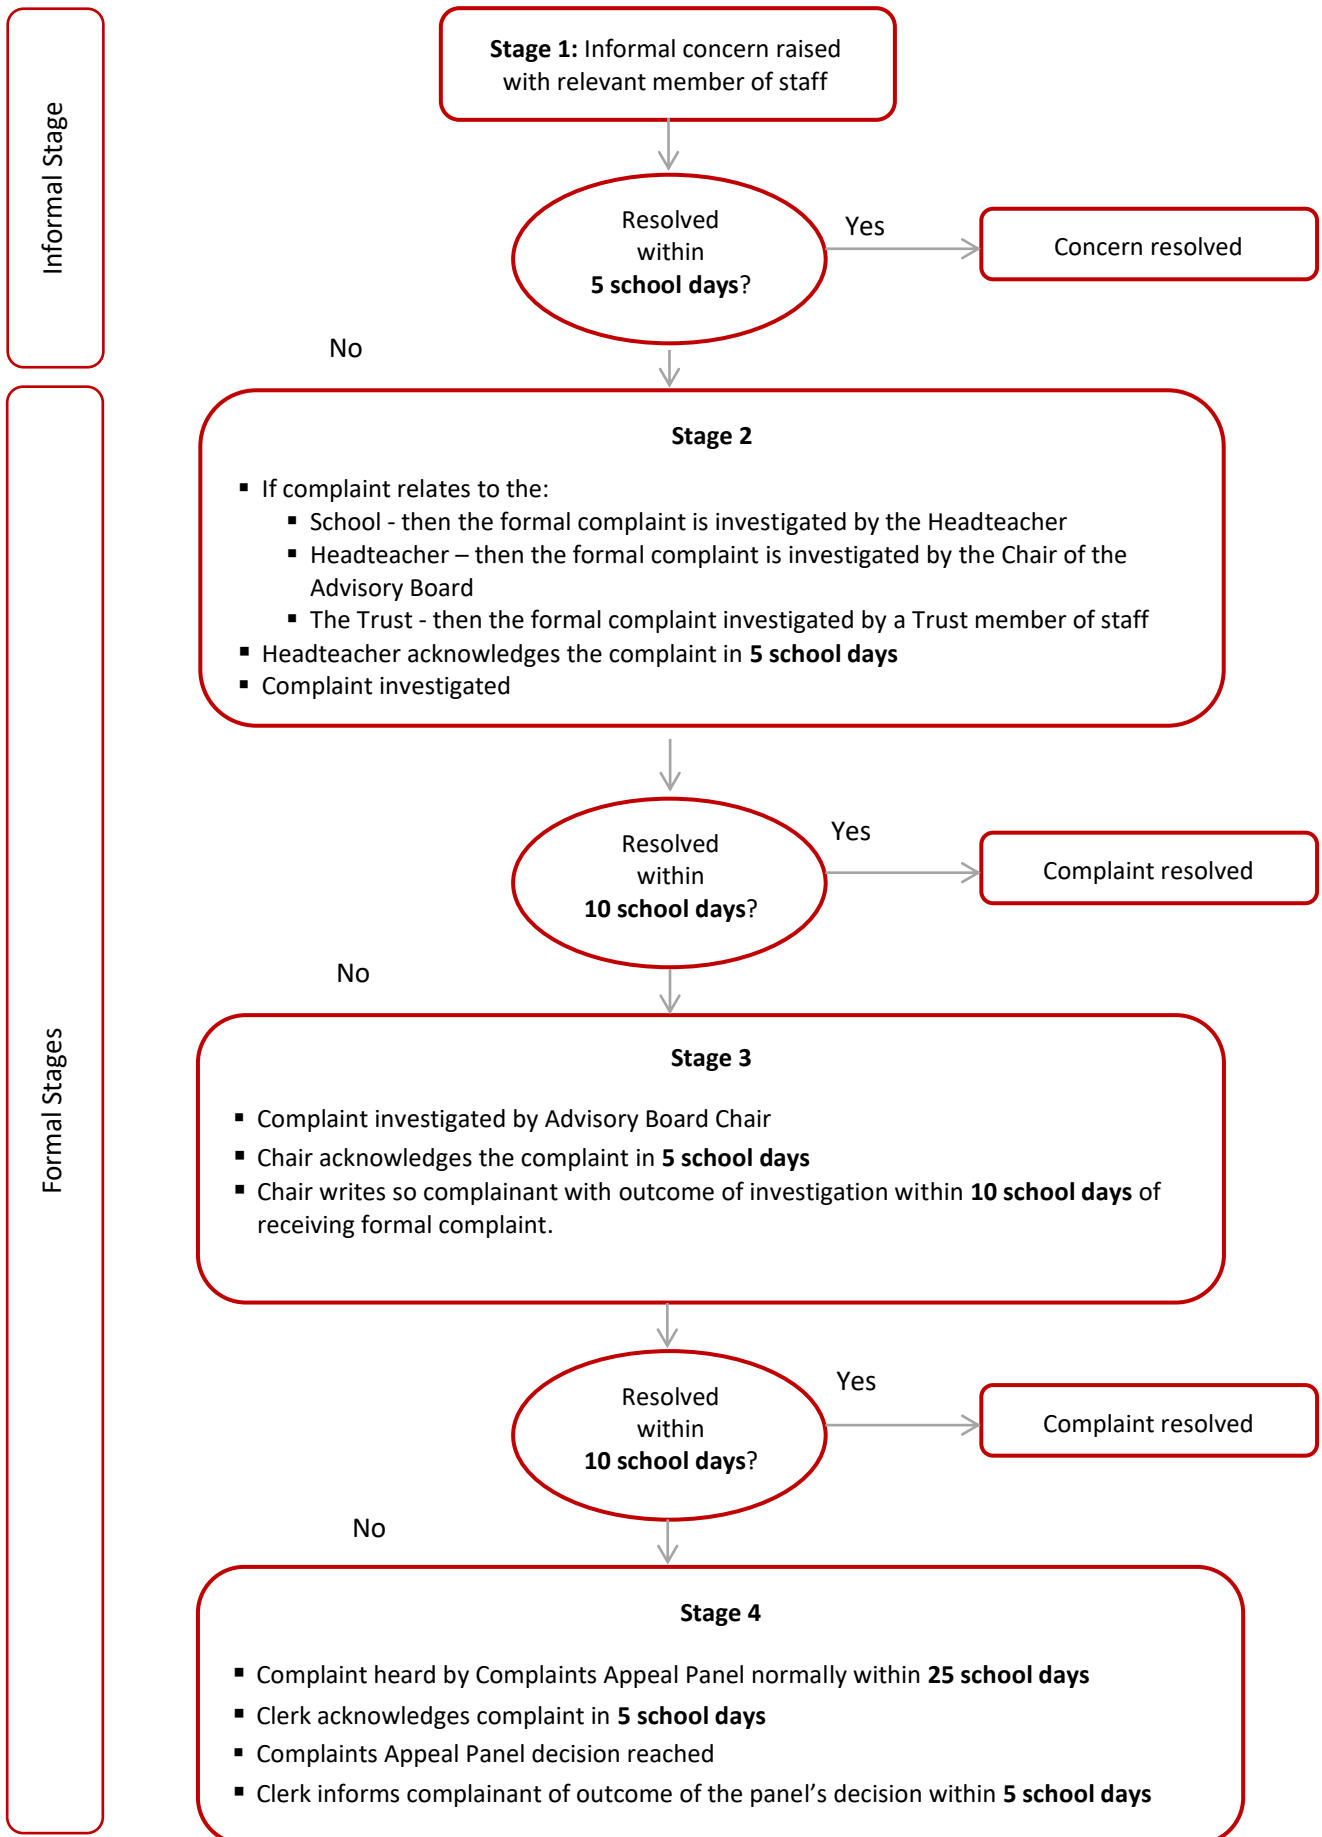 Informal Stage
Stage 1: Informal concern raised
with relevant member of staff
Resolved
within
5 school days?
Yes
Concern resolved
No
Formal Stages
Stage 2
▪ If complaint relates to the:
▪ School - then the formal complaint is investigated by the Headteacher
▪ Headteacher – then the formal complaint is investigated by the Chair of the
Advisory Board
▪ The Trust - then the formal complaint investigated by a Trust member of staff
▪ Headteacher acknowledges the complaint in 5 school days
▪ Complaint investigated
Resolved
within
10 school days?
Yes
Complaint resolved
No
Stage 3
▪ Complaint investigated by Advisory Board Chair
▪ Chair acknowledges the complaint in 5 school days
▪ Chair writes so complainant with outcome of investigation within 10 school days of
receiving formal complaint.
Resolved
within
10 school days?
Yes
Complaint resolved
No
Stage 4
▪ Complaint heard by Complaints Appeal Panel normally within 25 school days
▪ Clerk acknowledges complaint in 5 school days
▪ Complaints Appeal Panel decision reached
▪ Clerk informs complainant of outcome of the panel’s decision within 5 school days